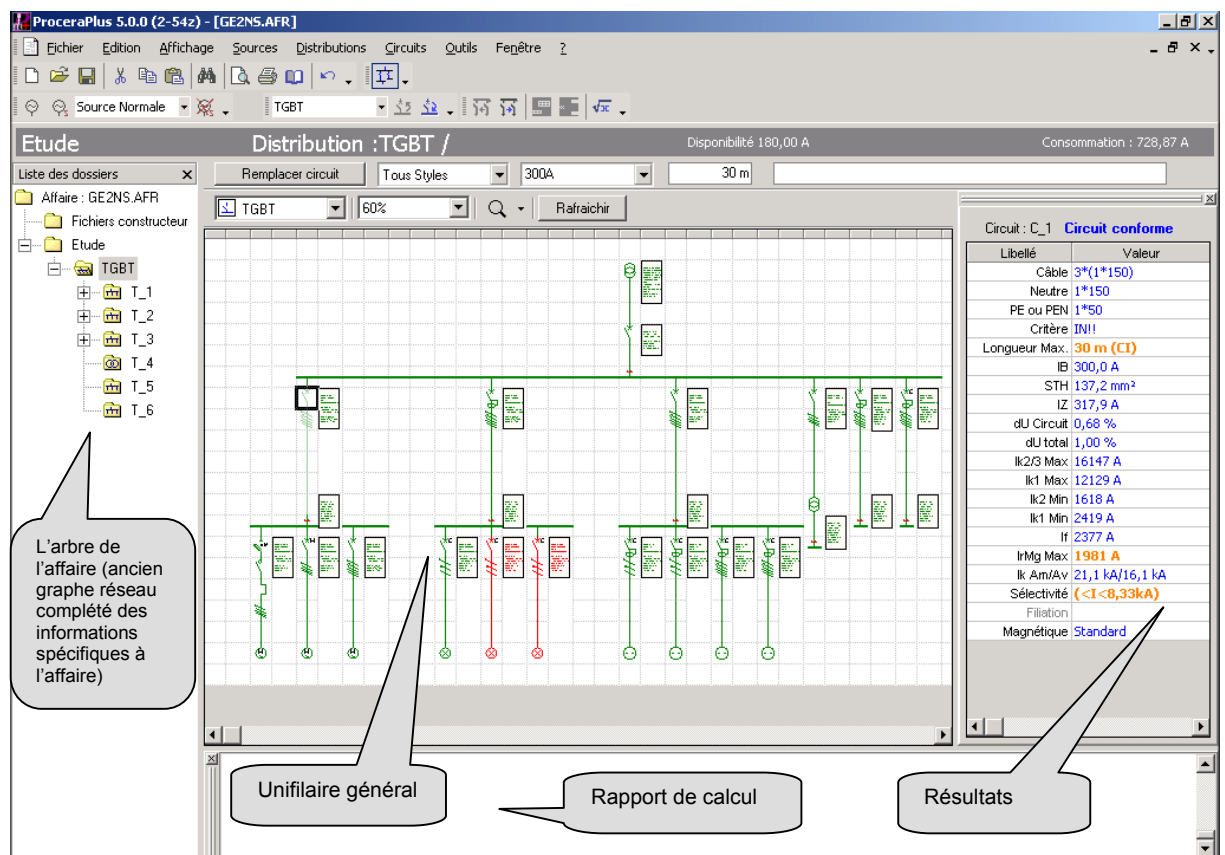 ProceraPlus 5.0.0 (2-54z) - [GE2NS.AFR]
Fichier Edition Affichage Sources Distributions Circuits Outils Fenêtre ?
Source Normale TGBT
Etude Distribution :TGBT / Disponibilité 180,00 A Consommation : 728,87 A
Liste des dossiers x Remplacer circuit Tous Styles 300A 30 m
Affaire : GE2NS.AFR
Fichiers constructeur
Etude
TGBT
T_1
T_2
T_3
T_4
T_5
T_6
TGBT 60% Rafraichir
Circuit : C_1 Circuit conforme
Libellé Valeur
Câble 3*(1*150)
Neutre 1*150
PE ou PEN 1*50
Critère IN!!
Longueur Max. 30 m (CI)
IB 300,0 A
STH 137,2 mm²
IZ 317,9 A
dU Circuit 0,68 %
dU total 1,00 %
Ik2/3 Max 16147 A
Ik1 Max 12129 A
Ik2 Min 1618 A
Ik1 Min 2419 A
If 2377 A
IrMg Max 1981 A
Ik Am/Av 21,1 kA/16,1 kA
Sélectivité (<I<8,33kA)
Filiation
Magnétique Standard
L'arbre de
l'affaire (ancien
graphe réseau
complété des
informations
spécifiques à
l'affaire)
Unifilaire général
Rapport de calcul
Résultats